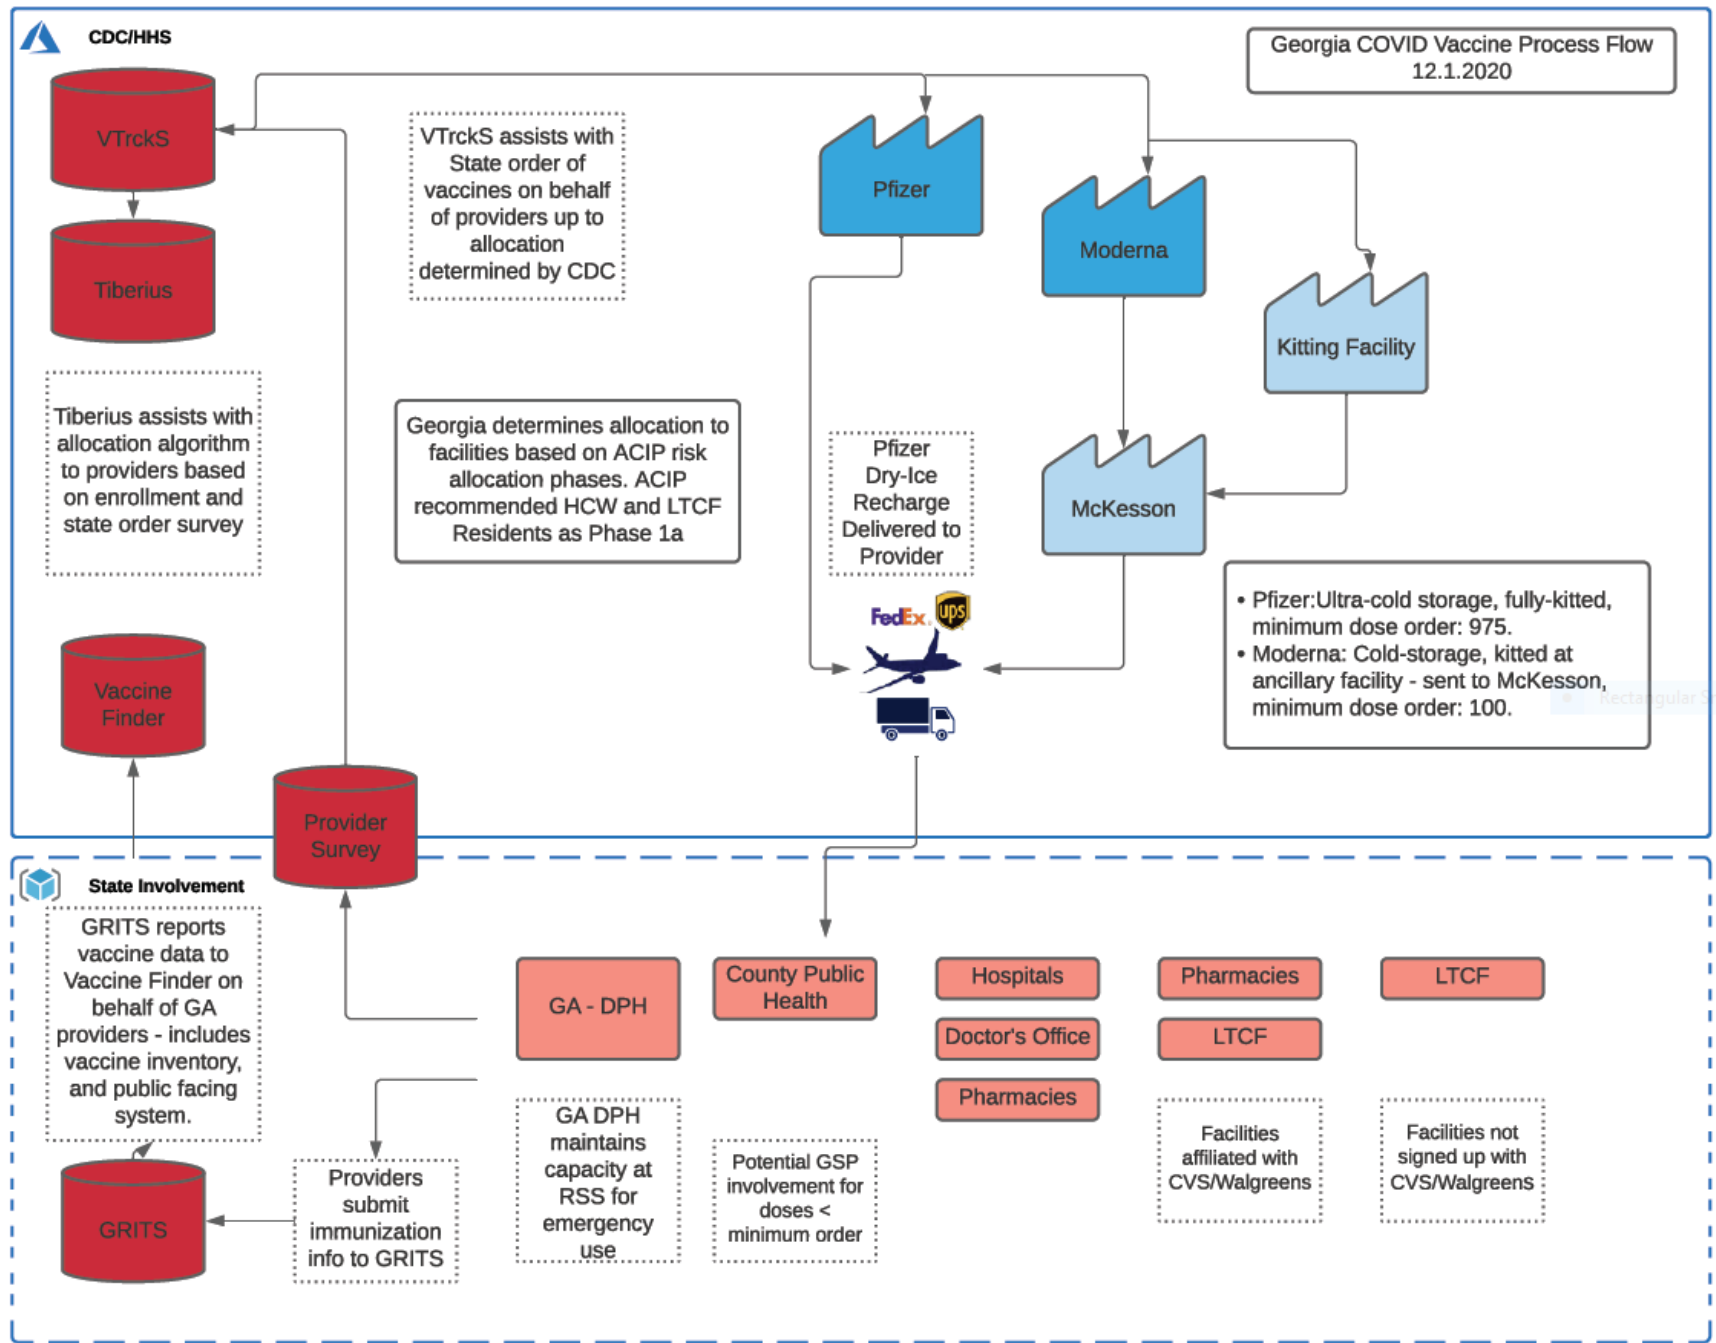 CDC/HHS
Georgia COVID Vaccine Process Flow
12.1.2020
VTrckS
VTrckS assists with
State order of
vaccines on behalf
of providers up to
allocation
determined by CDC
Pfizer
Moderna
Tiberius
Kitting Facility
Tiberius assists with
allocation algorithm
to providers based
on enrollment and
state order survey
Georgia determines allocation to
facilities based on ACIP risk
allocation phases. ACIP
recommended HCW and LTCF
Residents as Phase 1a
Pfizer
Dry-Ice
Recharge
Delivered to
Provider
McKesson
FedEx
ups
• Pfizer:Ultra-cold storage, fully-kitted,
minimum dose order: 975.
• Moderna: Cold-storage, kitted at
ancillary facility - sent to McKesson,
minimum dose order: 100.
Rectangular
Vaccine
Finder
Provider
Survey
State Involvement
GRITS reports
vaccine data to
Vaccine Finder on
behalf of GA
providers - includes
vaccine inventory,
and public facing
system.
GRITS
Providers
submit
immunization
info to GRITS
GA - DPH
GA DPH
maintains
capacity at
RSS for
emergency
use
County Public
Health
Potential GSP
involvement for
doses <
minimum order
Hospitals
Doctor's Office
Pharmacies
Pharmacies
LTCF
Facilities
affiliated with
CVS/Walgreens
LTCF
Facilities not
signed up with
CVS/Walgreens